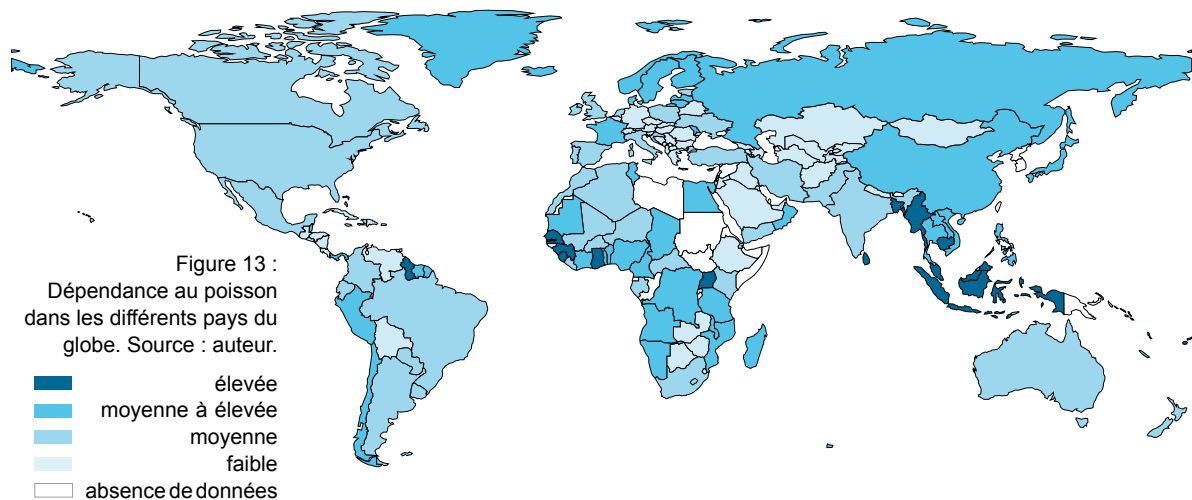 Figure 13 :
Dépendance au poisson
dans les différents pays du
globe. Source : auteur.
élevée
moyenne à élevée
moyenne
faible
absence de données